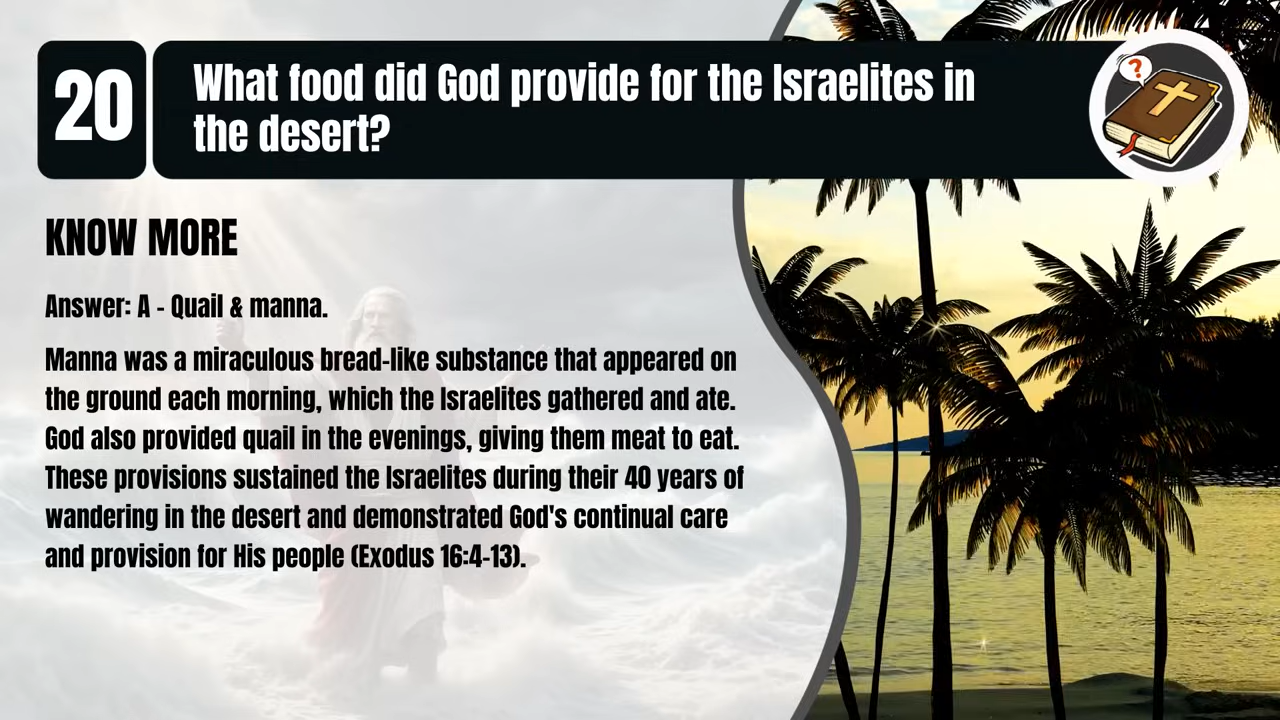 20
What food did God provide for the Israelites in
the desert?
?
KNOW MORE
Answer: A - Quail & manna.
Manna was a miraculous bread-like substance that appeared on
the ground each morning, which the Israelites gathered and ate.
God also provided quail in the evenings, giving them meat to eat.
These provisions sustained the Israelites during their 40 years of
wandering in the desert and demonstrated God's continual care
and provision for His people (Exodus 16:4-13).